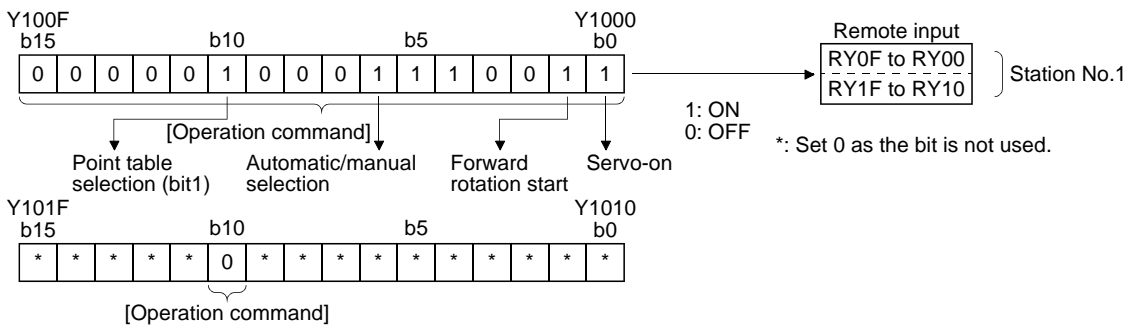 Y100F Y1000
b15 b10 b5 b0
0 0 0 0 0 1 0 0 0 1 1 1 0 0 1 1
[Operation command]
Point table selection (bit1)
Automatic/manual selection
Forward rotation start
Servo-on
Remote input
RY0F to RY00
RY1F to RY10
Station No.1
1: ON
0: OFF
*: Set 0 as the bit is not used.
Y101F Y1010
b15 b10 b5 b0
* * * * * 0 * * * * * * * * * *
[Operation command]